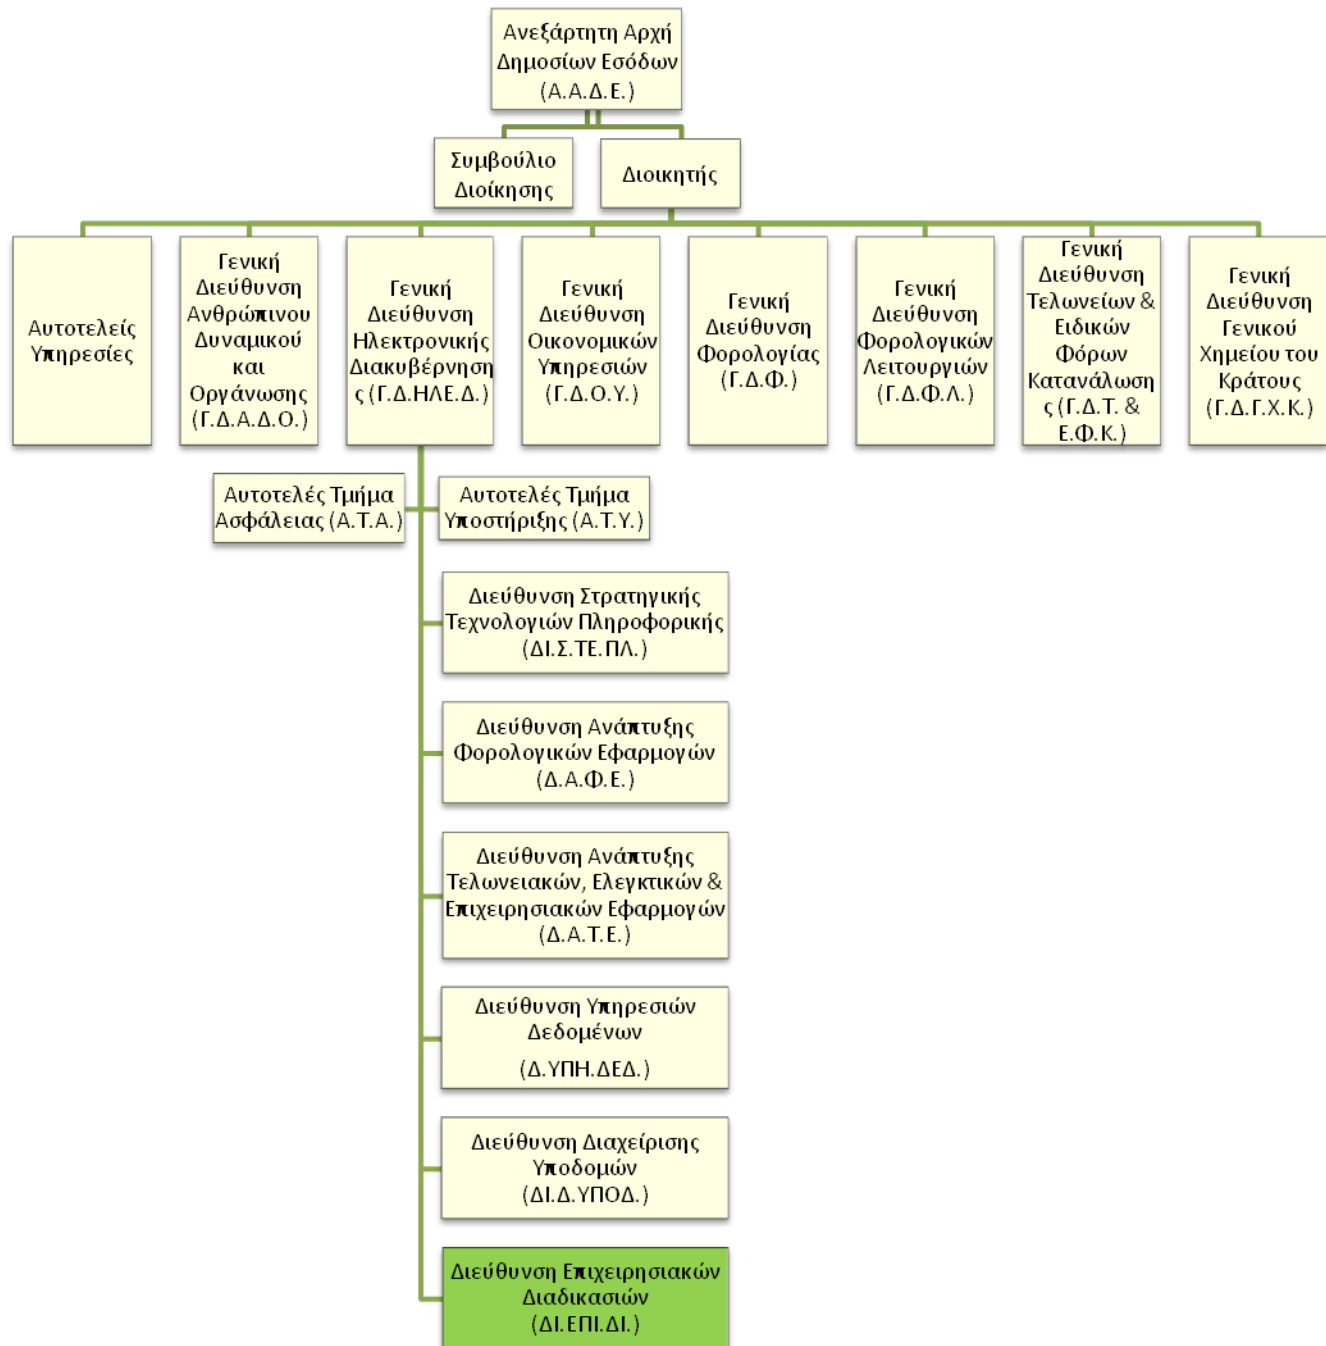 Ανεξάρτητη Αρχή
Δημοσίων Εσόδων
(Α.Α.Δ.Ε.)
Συμβούλιο
Διοίκησης
Διοικητής
Αυτοτελείς
Υπηρεσίες
Γενική
Διεύθυνση
Ανθρώπινου
Δυναμικού
και
Οργάνωσης
(Γ.Δ.Α.Δ.Ο.)
Γενική
Διεύθυνση
Ηλεκτρονικής
Διακυβέρνηση
ς (Γ.Δ.ΗΛΕ.Δ.)
Γενική
Διεύθυνση
Οικονομικών
Υπηρεσιών
(Γ.Δ.Ο.Υ.)
Γενική
Διεύθυνση
Φορολογίας
(Γ.Δ.Φ.)
Γενική
Διεύθυνση
Φορολογικών
Λειτουργιών
(Γ.Δ.Φ.Λ.)
Γενική
Διεύθυνση
Τελωνείων &
Ειδικών
Φόρων
Κατανάλωση
ς (Γ.Δ.Τ. &
Ε.Φ.Κ.)
Γενική
Διεύθυνση
Γενικού
Χημείου του
Κράτους
(Γ.Δ.Γ.Χ.Κ.)
Αυτοτελές Τμήμα
Ασφάλειας (Α.Τ.Α.)
Αυτοτελές Τμήμα
Υποστήριξης (Α.Τ.Υ.)
Διεύθυνση Στρατηγικής
Τεχνολογιών Πληροφορικής
(ΔΙ.Σ.ΤΕ.ΠΛ.)
Διεύθυνση Ανάπτυξης
Φορολογικών Εφαρμογών
(Δ.Α.Φ.Ε.)
Διεύθυνση Ανάπτυξης
Τελωνειακών, Ελεγκτικών &
Επιχειρησιακών Εφαρμογών
(Δ.Α.Τ.Ε.)
Διεύθυνση Υπηρεσιών
Δεδομένων
(Δ.ΥΠΗ.ΔΕΔ.)
Διεύθυνση Διαχείρισης
Υποδομών
(ΔΙ.Δ.ΥΠΟΔ.)
Διεύθυνση Επιχειρησιακών
Διαδικασιών
(ΔΙ.ΕΠΙ.ΔΙ.)